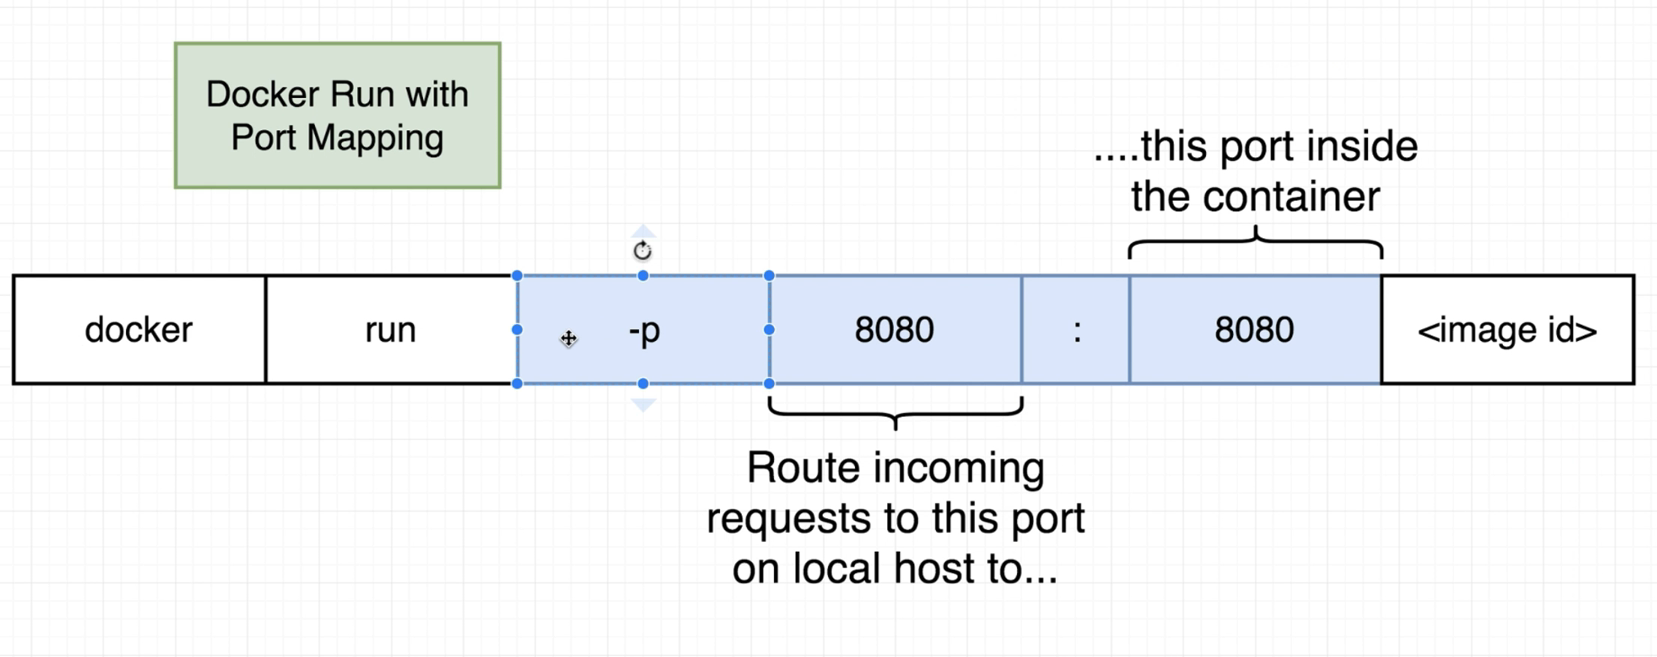 Docker Run with
Port Mapping
....this port inside
the container
docker run -p 8080 : 8080 <image id>
Route incoming
requests to this port
on local host to...